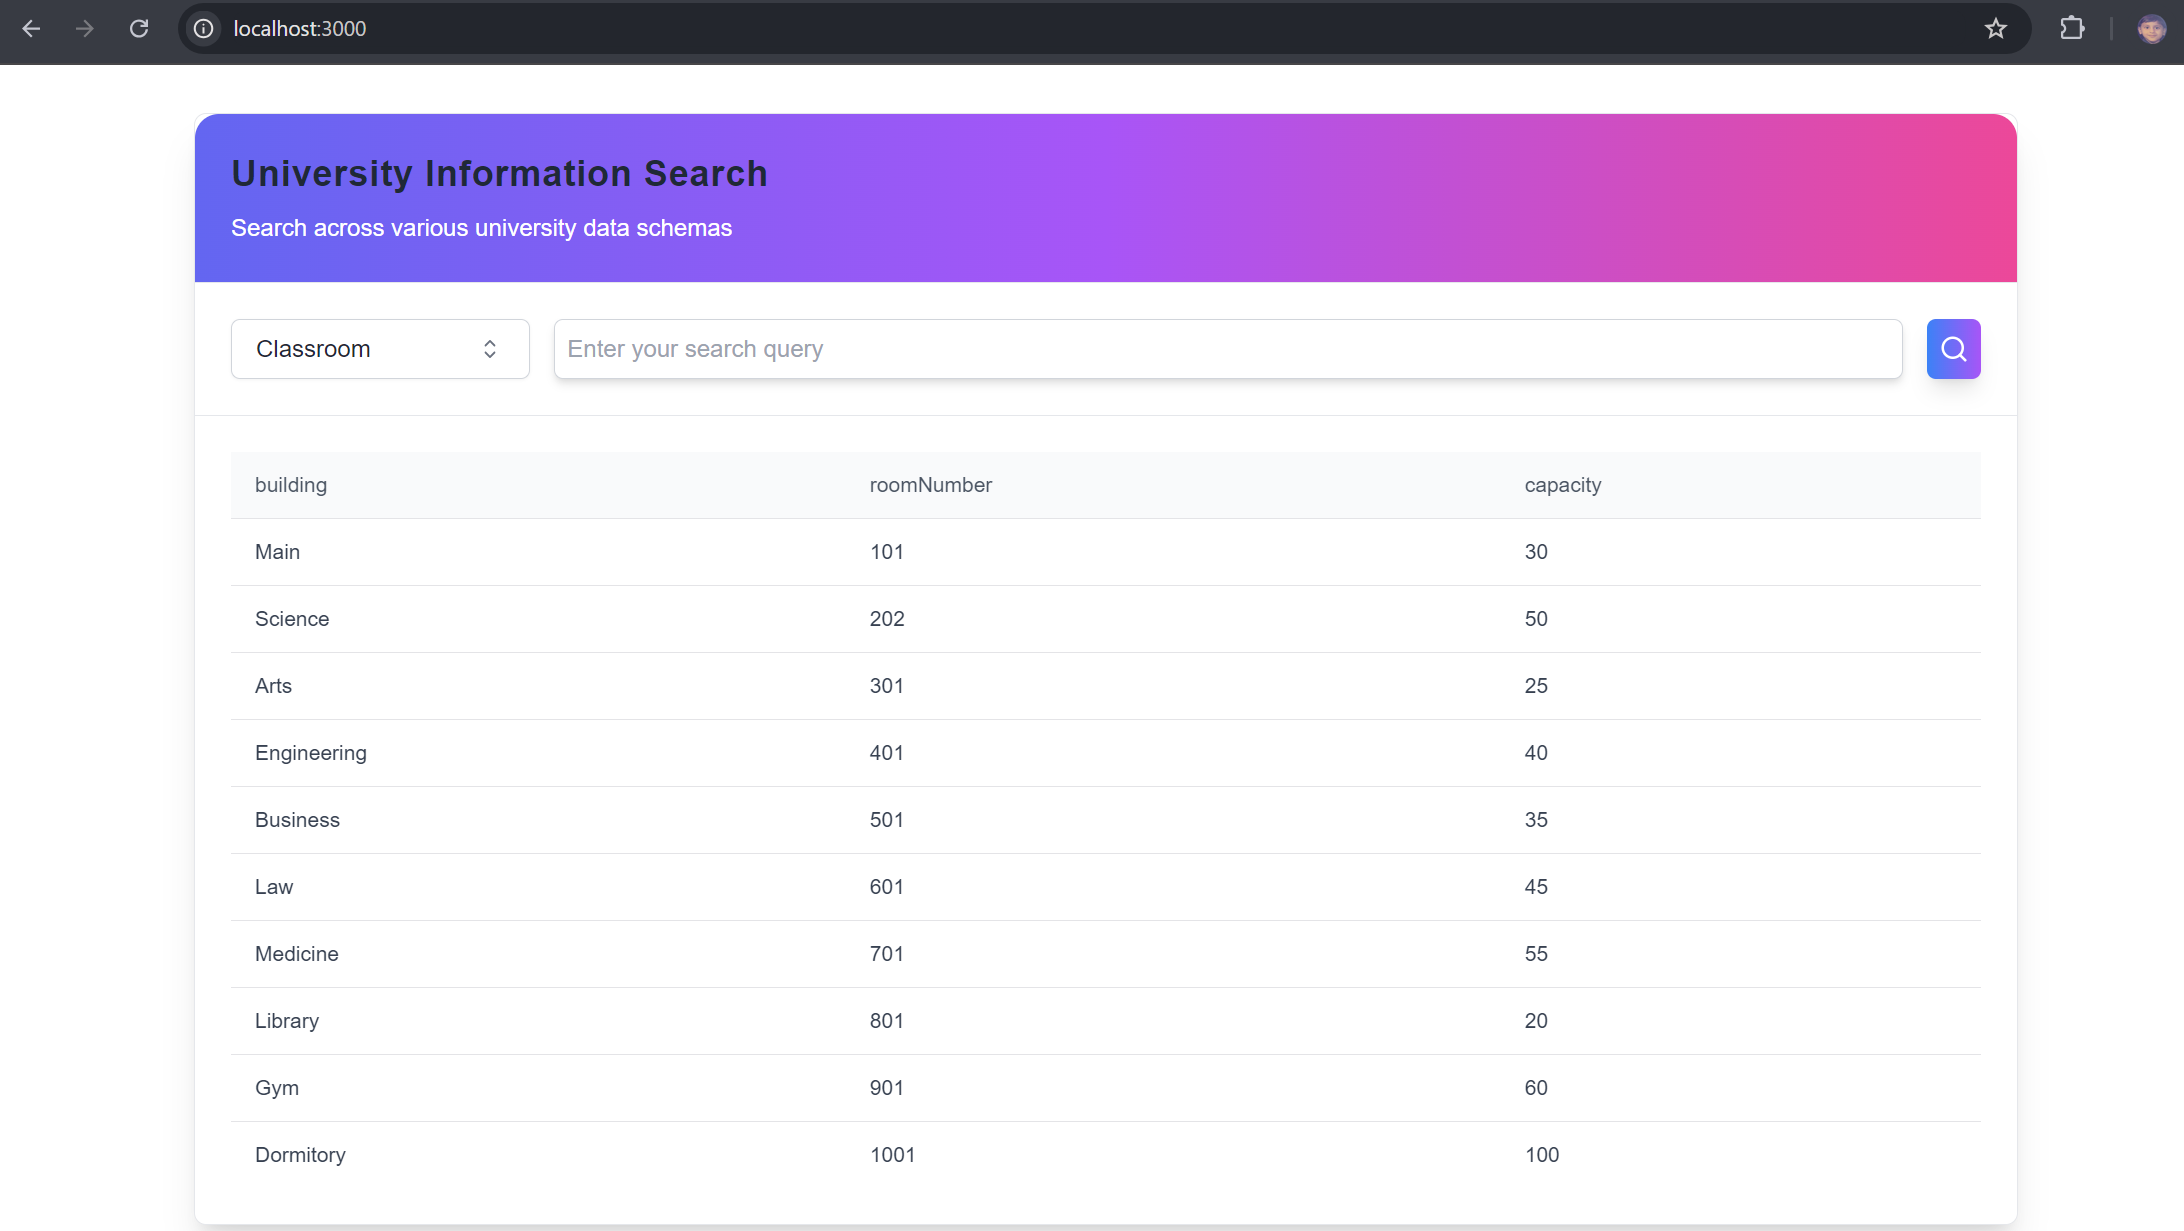 localhost:3000
University Information Search
Search across various university data schemas
Classroom Enter your search query
building roomNumber capacity
Main 101 30
Science 202 50
Arts 301 25
Engineering 401 40
Business 501 35
Law 601 45
Medicine 701 55
Library 801 20
Gym 901 60
Dormitory 1001 100